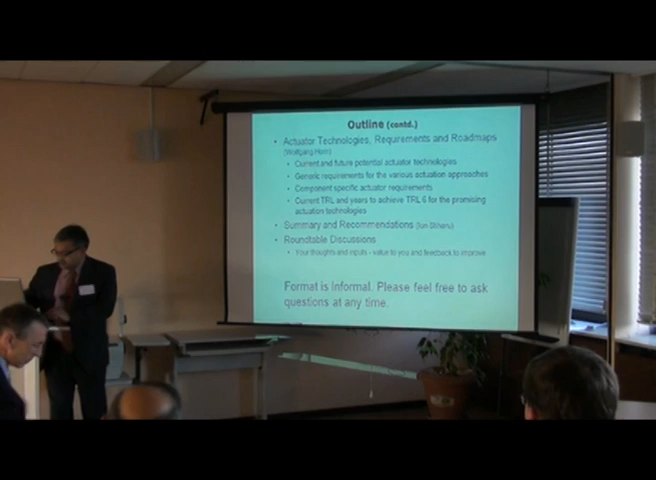 Outline (contd.)
• Actuator Technologies, Requirements and Roadmaps
(Wolfgang Horn)
• Current and future potential actuator technologies
• Generic requirements for the various actuation approaches
• Component specific actuator requirements
• Current TRL and years to achieve TRL 6 for the promising
actuation technologies
• Summary and Recommendations
• Roundtable Discussions
• Your thoughts and inputs - value to you and feedback to improve
Format is Informal. Please feel free to ask
questions at any time.